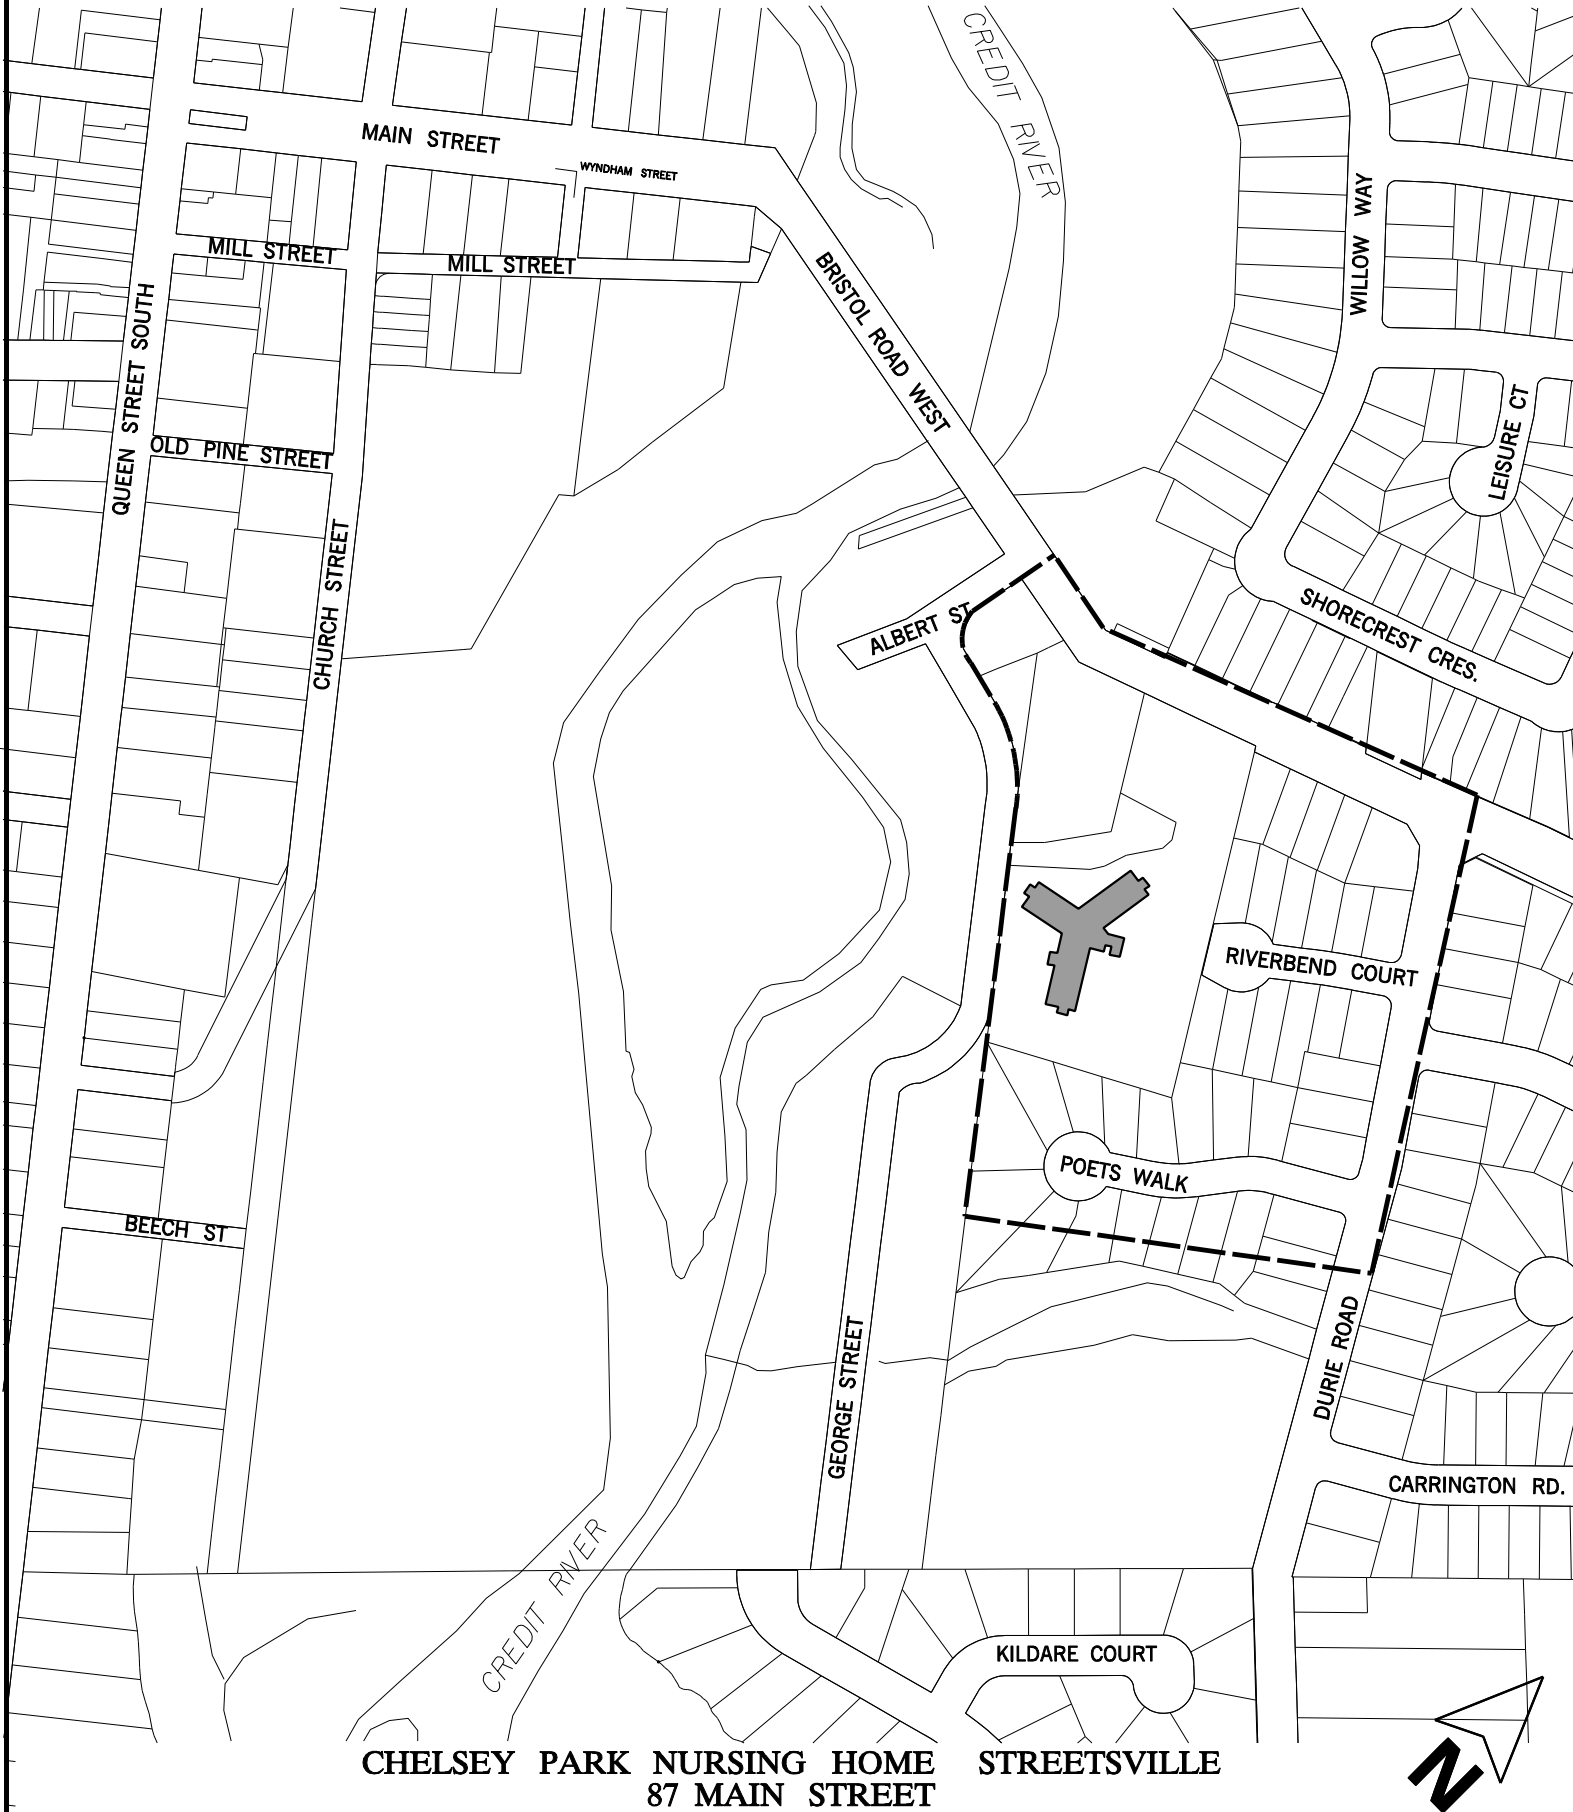 CREDIT RIVER
MAIN STREET
WYNDHAM STREET
WILLOW WAY
MILL STREET
MILL STREET
BRISTOL ROAD WEST
QUEEN STREET SOUTH
LEISURE CT
OLD PINE STREET
CHURCH STREET
SHORECREST CRES.
ALBERT ST
RIVERBEND COURT
POETS WALK
BEECH ST
DURIE ROAD
GEORGE STREET
CARRINGTON RD.
CREDIT RIVER
KILDARE COURT
N
CHELSEY PARK NURSING HOME STREETSVILLE
87 MAIN STREET